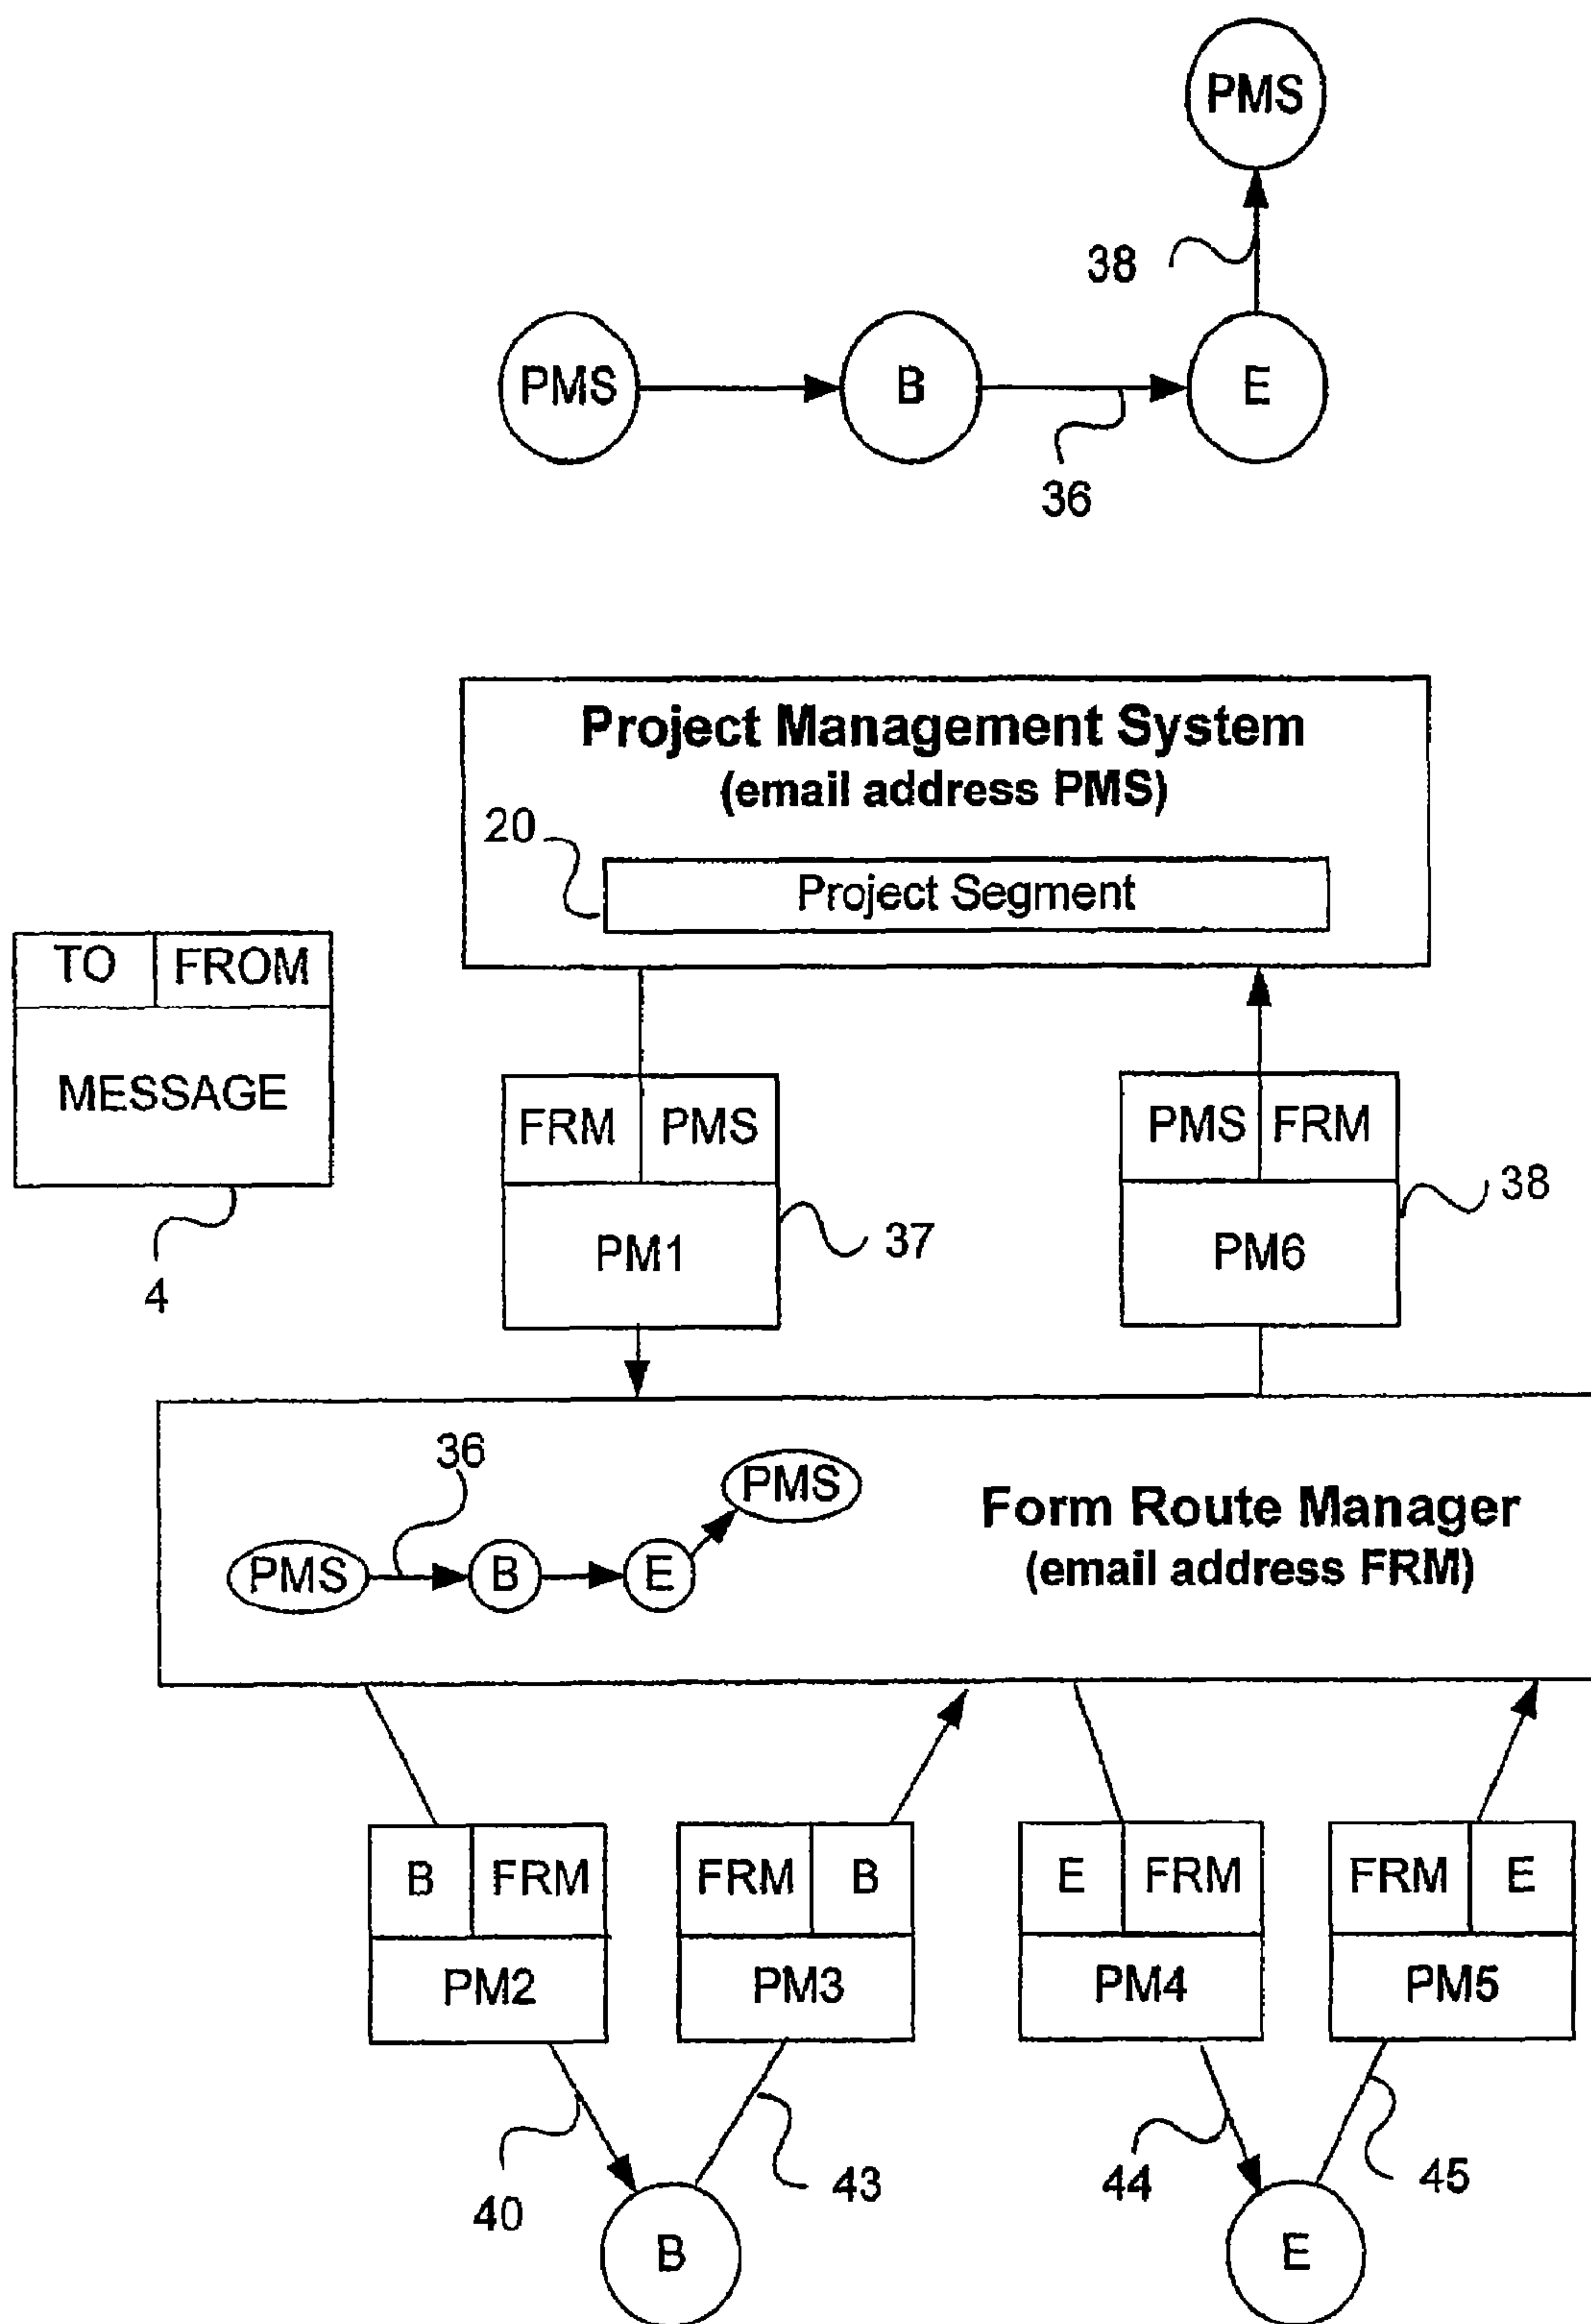 PMS
38
PMS
B
E
36
Project Management System
(email address PMS)
20
Project Segment
TO FROM
MESSAGE
4
FRM PMS
PM1
37
PMS FRM
PM6
38
36
PMS
PMS
B
E
Form Route Manager
(email address FRM)
B FRM
PM2
FRM B
PM3
E FRM
PM4
FRM E
PM5
40
43
44
45
B
E